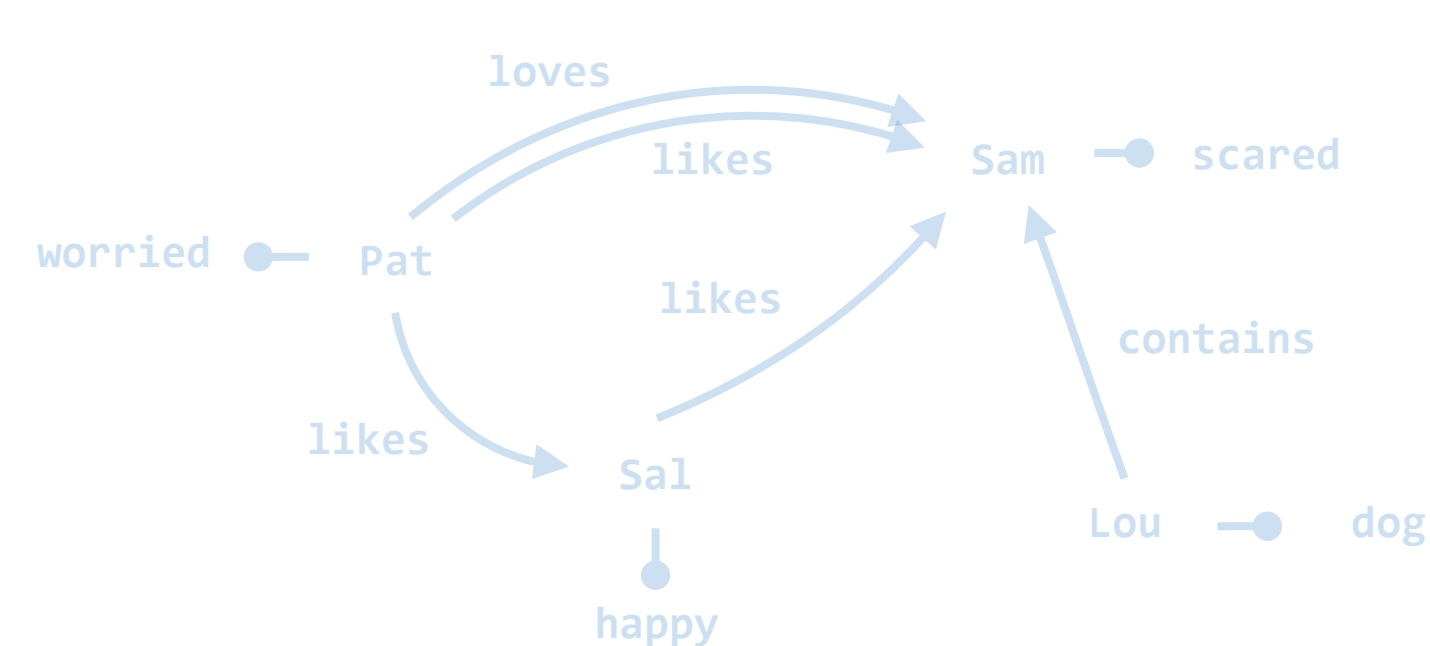 loves
likes
Sam
scared
worried
Pat
likes
contains
likes
Sal
Lou
dog
happy